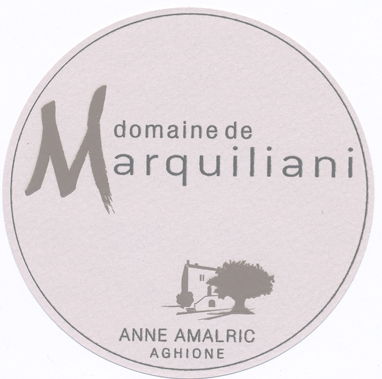 domaine de
Marquiliani
ANNE AMALRIC
AGHIONE